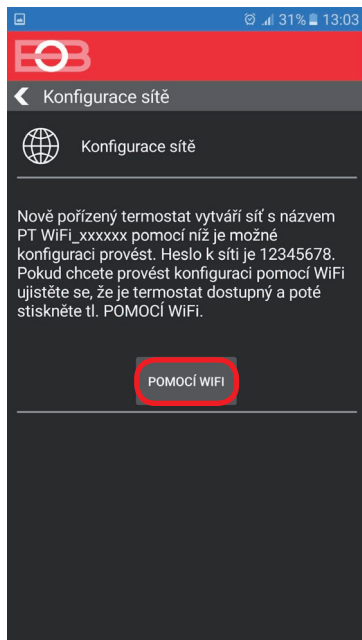 31% 13:03
EOB
Konfigurace sítě
Konfigurace sítě
Nově pořízený termostat vytváří síť s názvem
PT WiFi_xxxxxx pomocí níž je možné
konfiguraci provést. Heslo k síti je 12345678.
Pokud chcete provést konfiguraci pomocí WiFi
ujistěte se, že je termostat dostupný a poté
stiskněte tl. POMOCÍ WiFi.
POMOCÍ WIFI